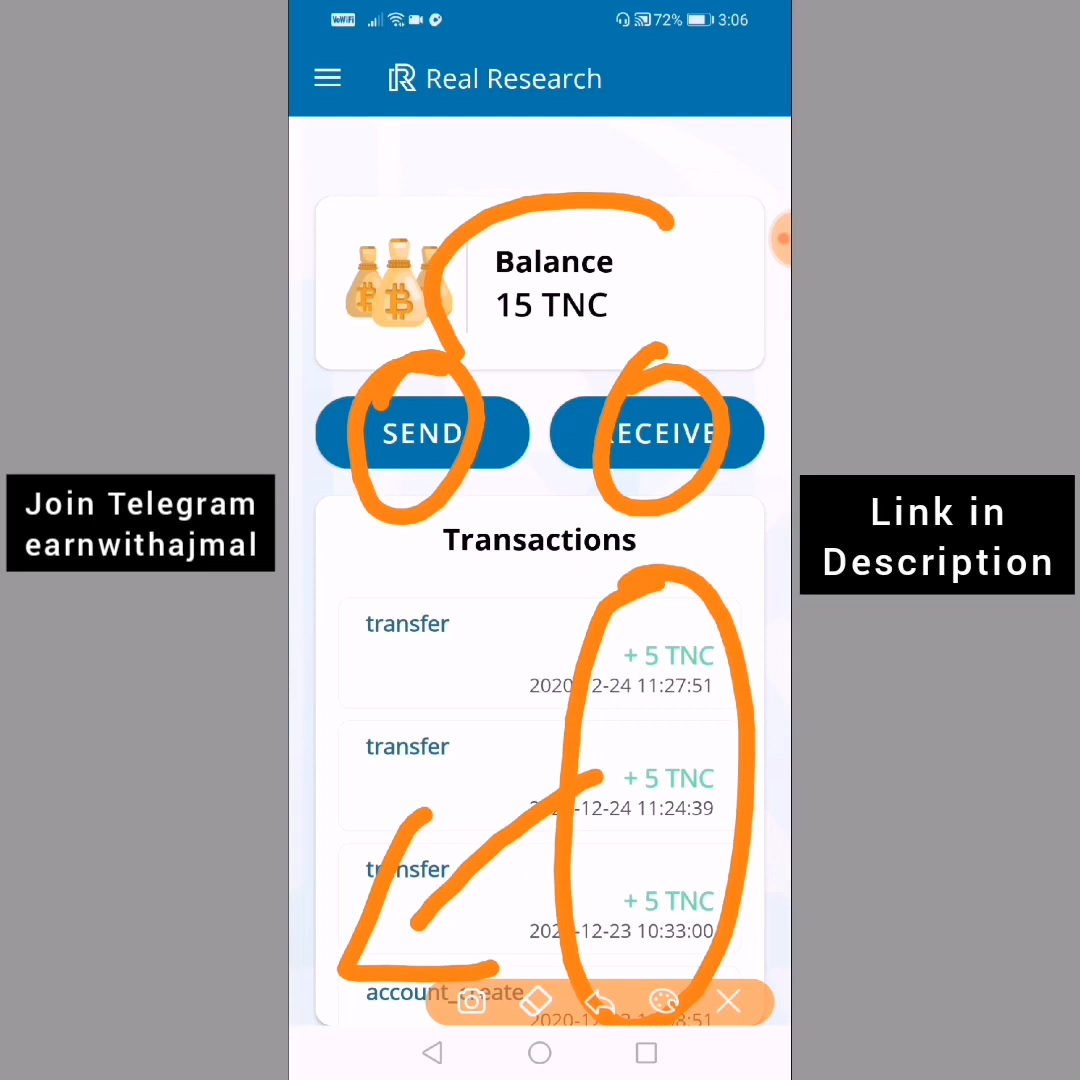 VoWiFi 72% 3:06
Real Research
Balance
15 TNC
SEND
RECEIVE
Join Telegram
earnwithajmal
Link in
Description
Transactions
transfer
+ 5 TNC
2020-12-24 11:27:51
transfer
+ 5 TNC
2020-12-24 11:24:39
transfer
+ 5 TNC
2020-12-23 10:33:00
account_create